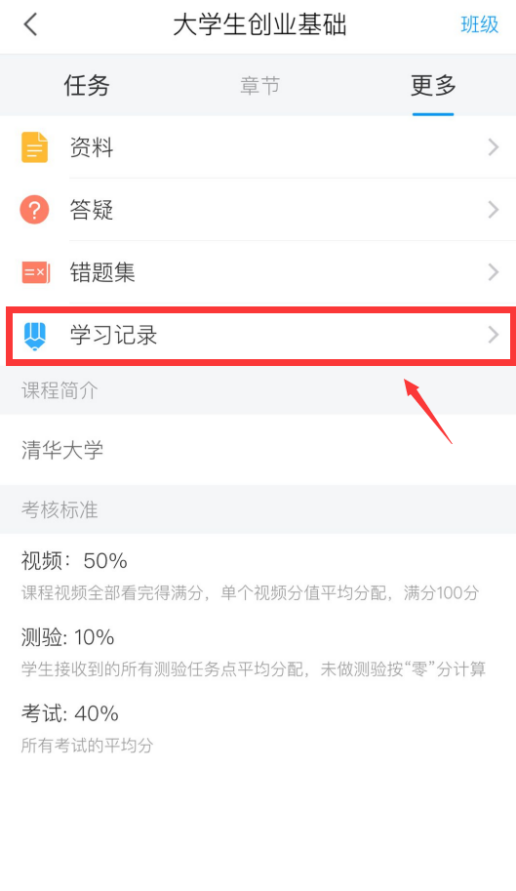 大学生创业基础 班级
任务 章节 更多
资料
答疑
错题集
学习记录
课程简介
清华大学
考核标准
视频：50%
课程视频全部看完得满分，单个视频分值平均分配，满分100分
测验: 10%
学生接收到的所有测验任务点平均分配，未做测验按“零”分计算
考试: 40%
所有考试的平均分